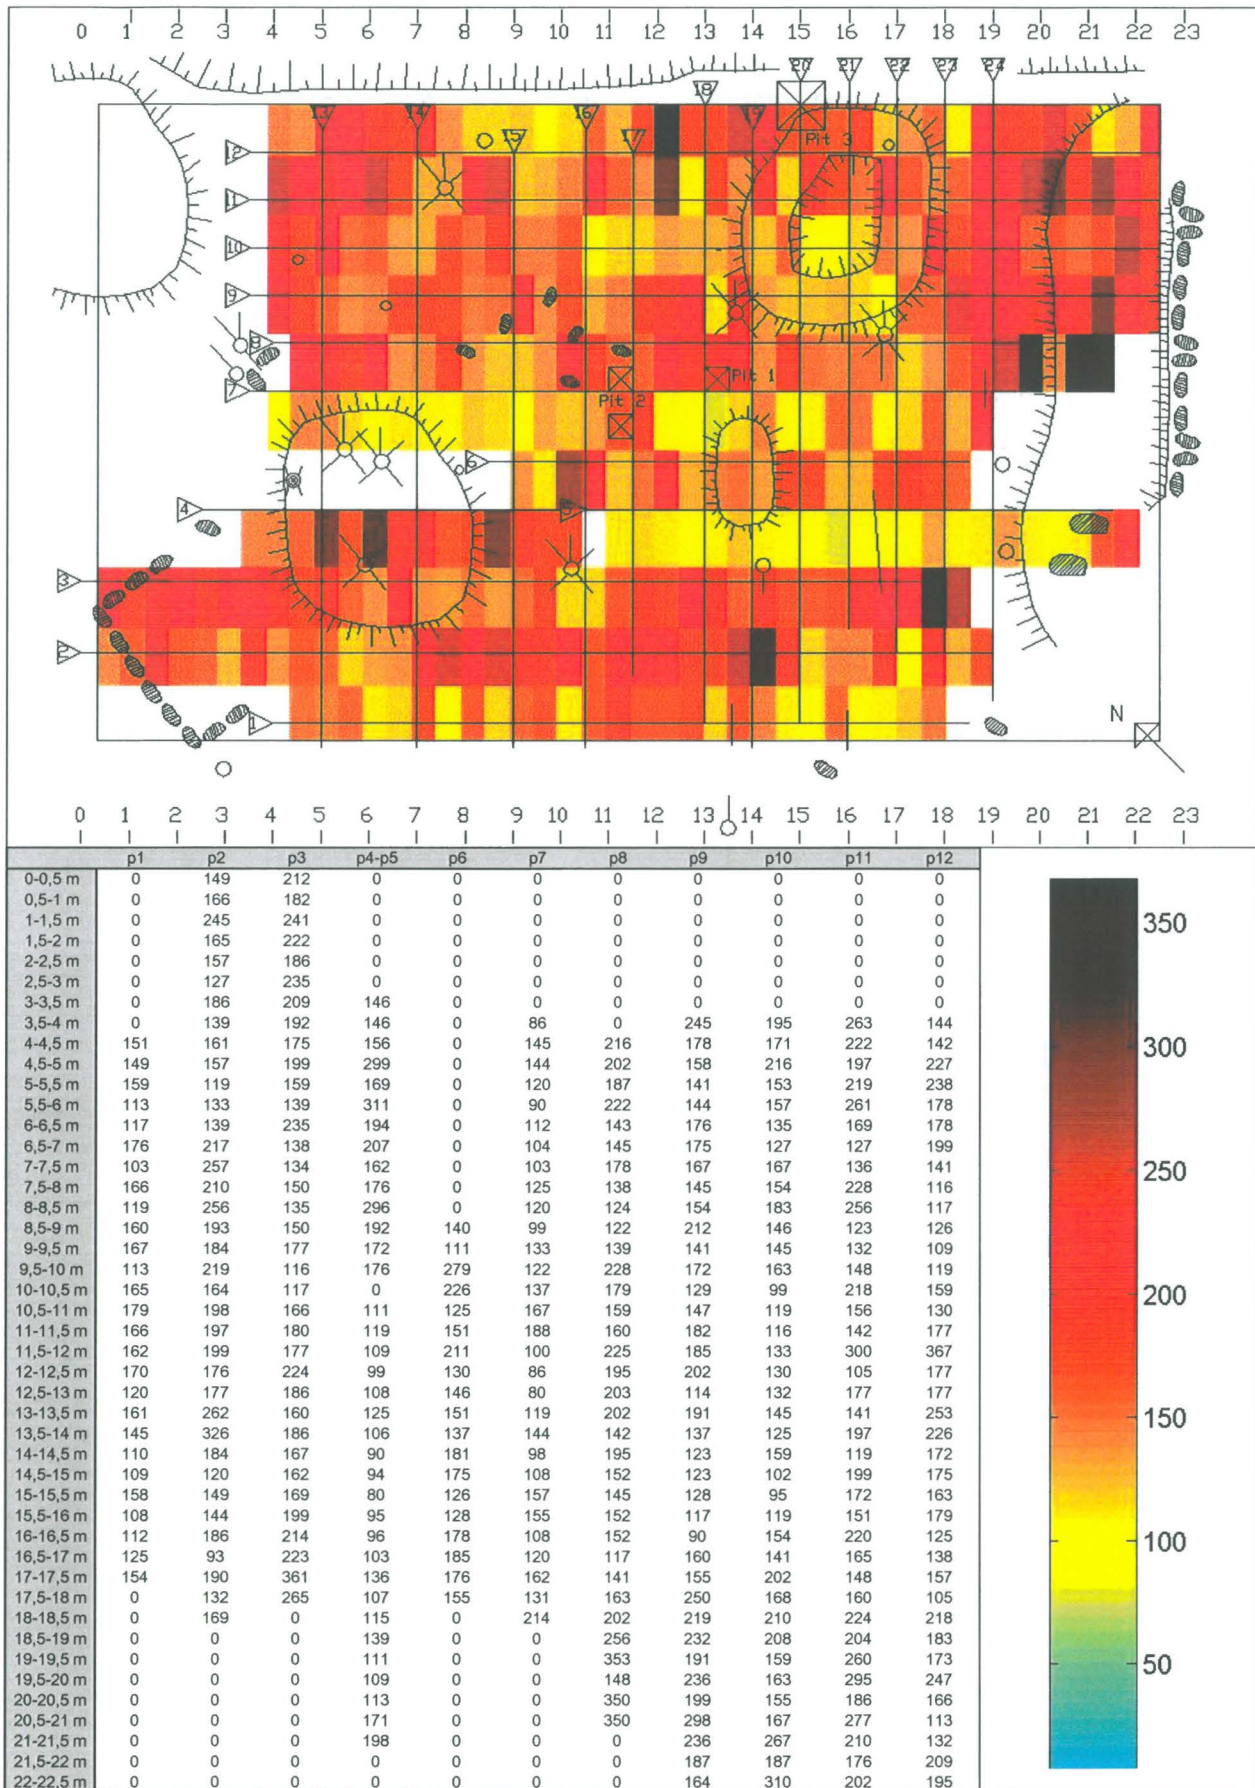 0 1 2 3 4 5 6 7 8 9 10 11 12 13 14 15 16 17 18 19 20 21 22 23
20 21 22 23 24
18
13 14 16 19
15 17
Pit 3
12
11
10
9
8
7 Pit 1
Pit 2
6
4 5
3
2
1 N
0 1 2 3 4 5 6 7 8 9 10 11 12 13 14 15 16 17 18 19 20 21 22 23
p1 p2 p3 p4-p5 p6 p7 p8 p9 p10 p11 p12
0-0,5 m 0 149 212 0 0 0 0 0 0 0 0
0,5-1 m 0 166 182 0 0 0 0 0 0 0 0
1-1,5 m 0 245 241 0 0 0 0 0 0 0 0
1,5-2 m 0 165 222 0 0 0 0 0 0 0 0
2-2,5 m 0 157 186 0 0 0 0 0 0 0 0
2,5-3 m 0 127 235 0 0 0 0 0 0 0 0
3-3,5 m 0 186 209 146 0 0 0 0 0 0 0
3,5-4 m 0 139 192 146 0 86 0 245 195 263 144
4-4,5 m 151 161 175 156 0 145 216 178 171 222 142
4,5-5 m 149 157 199 299 0 144 202 158 216 197 227
5-5,5 m 159 119 159 169 0 120 187 141 153 219 238
5,5-6 m 113 133 139 311 0 90 222 144 157 261 178
6-6,5 m 117 139 235 194 0 112 143 176 135 169 178
6,5-7 m 176 217 138 207 0 104 145 175 127 127 199
7-7,5 m 103 257 134 162 0 103 178 167 167 136 141
7,5-8 m 166 210 150 176 0 125 138 145 154 228 116
8-8,5 m 119 256 135 296 0 120 124 154 183 256 117
8,5-9 m 160 193 150 192 140 99 122 212 146 123 126
9-9,5 m 167 184 177 172 111 133 139 141 145 132 109
9,5-10 m 113 219 116 176 279 122 228 172 163 148 119
10-10,5 m 165 164 117 0 226 137 179 129 99 218 159
10,5-11 m 179 198 166 111 125 167 159 147 119 156 130
11-11,5 m 166 197 180 119 151 188 160 182 116 142 177
11,5-12 m 162 199 177 109 211 100 225 185 133 300 367
12-12,5 m 170 176 224 99 130 86 195 202 130 105 177
12,5-13 m 120 177 186 108 146 80 203 114 132 177 177
13-13,5 m 161 262 160 125 151 119 202 191 145 141 253
13,5-14 m 145 326 186 106 137 144 142 137 125 197 226
14-14,5 m 110 184 167 90 181 98 195 123 159 119 172
14,5-15 m 109 120 162 94 175 108 152 123 102 199 175
15-15,5 m 158 149 169 80 126 157 145 128 95 172 163
15,5-16 m 108 144 199 95 128 155 152 117 119 151 179
16-16,5 m 112 186 214 96 178 108 152 90 154 220 125
16,5-17 m 125 93 223 103 185 120 117 160 141 165 138
17-17,5 m 154 190 361 136 176 162 141 155 202 148 157
17,5-18 m 0 132 265 107 155 131 163 250 168 160 105
18-18,5 m 0 169 0 115 0 214 202 219 210 224 218
18,5-19 m 0 0 0 139 0 0 256 232 208 204 183
19-19,5 m 0 0 0 111 0 0 353 191 159 260 173
19,5-20 m 0 0 0 109 0 0 148 236 163 295 247
20-20,5 m 0 0 0 113 0 0 350 199 155 186 166
20,5-21 m 0 0 0 171 0 0 350 298 167 277 113
21-21,5 m 0 0 0 198 0 0 0 236 267 210 132
21,5-22 m 0 0 0 0 0 0 0 187 187 176 209
22-22,5 m 0 0 0 0 0 0 0 164 310 202 195
350
300
250
200
150
100
50